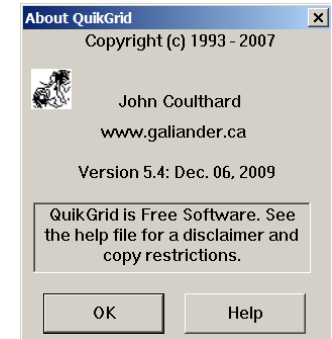 About QuikGrid
Copyright (c) 1993 - 2007
John Coulthard
www.galiander.ca
Version 5.4: Dec. 06, 2009
QuikGrid is Free Software. See
the help file for a disclaimer and
copy restrictions.
OK
Help